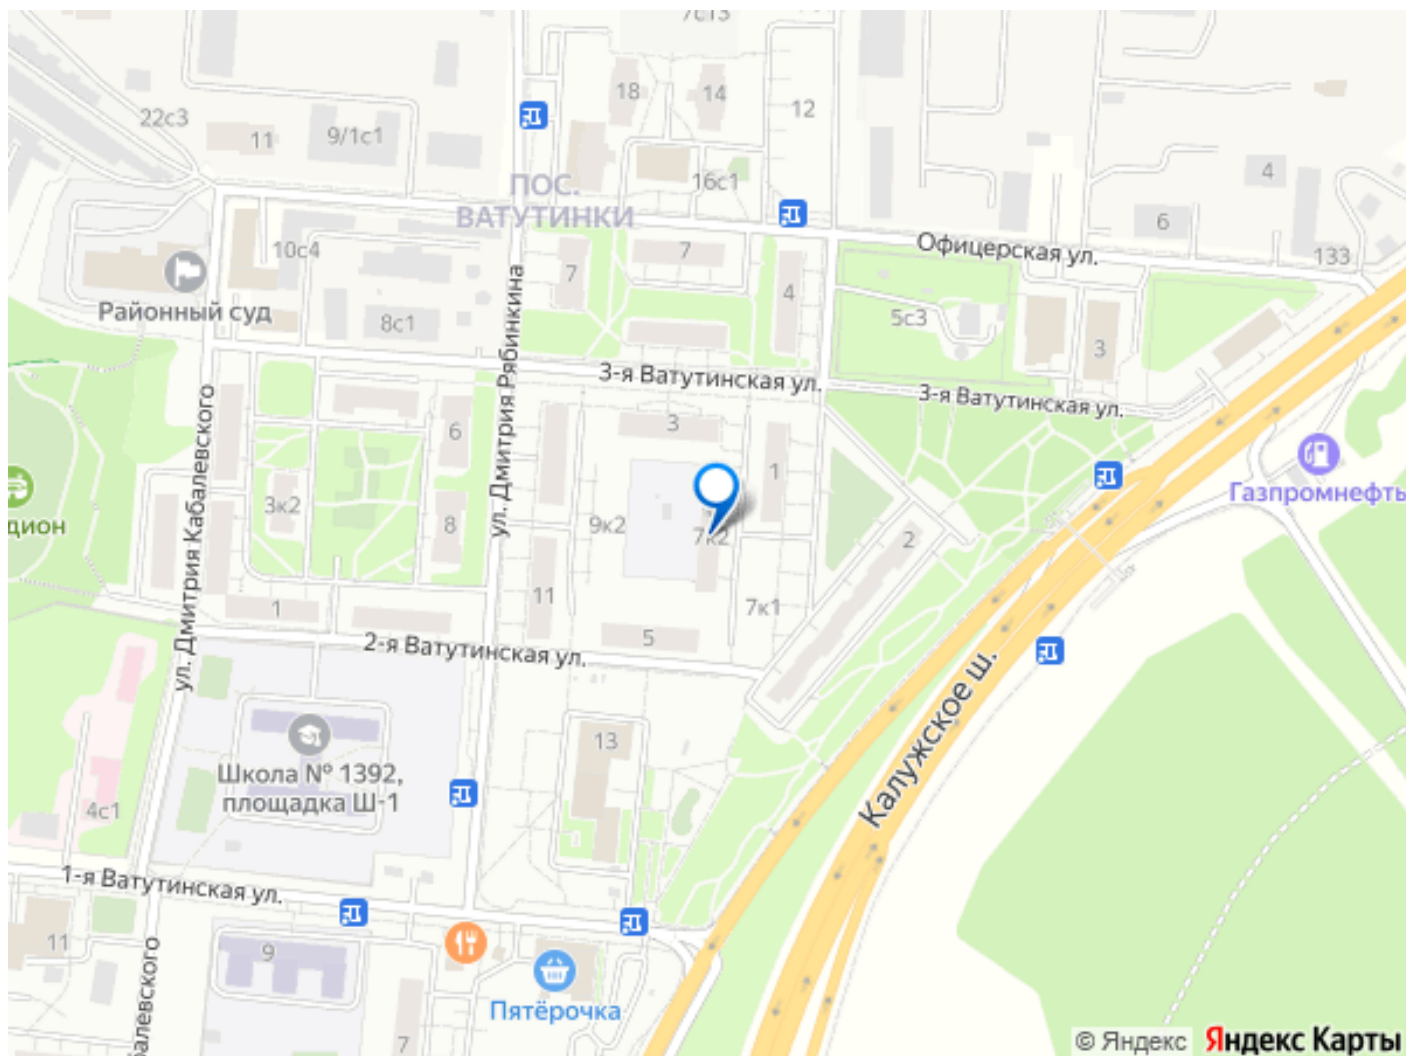 7с13
18
14
12
22с3
11
9/1с1
16с1
4
ПОС.
ВАТУТИНКИ
6
Офицерская ул.
133
10с4
7
7
4
Районный суд
8с1
5с3
3
ул. Дмитрия Рябинкина
3-я Ватутинская ул.
3-я Ватутинская ул.
ул. Дмитрия Кабалевского
6
3
1
Газпромнефть
3к2
8
9к2
7к2
2
дион
1
11
7к1
5
2-я Ватутинская ул.
Калужское ш.
13
Школа № 1392,
площадка Ш-1
4с1
1-я Ватутинская ул.
11
9
балевского
Пятёрочка
7
© Яндекс Яндекс Карты